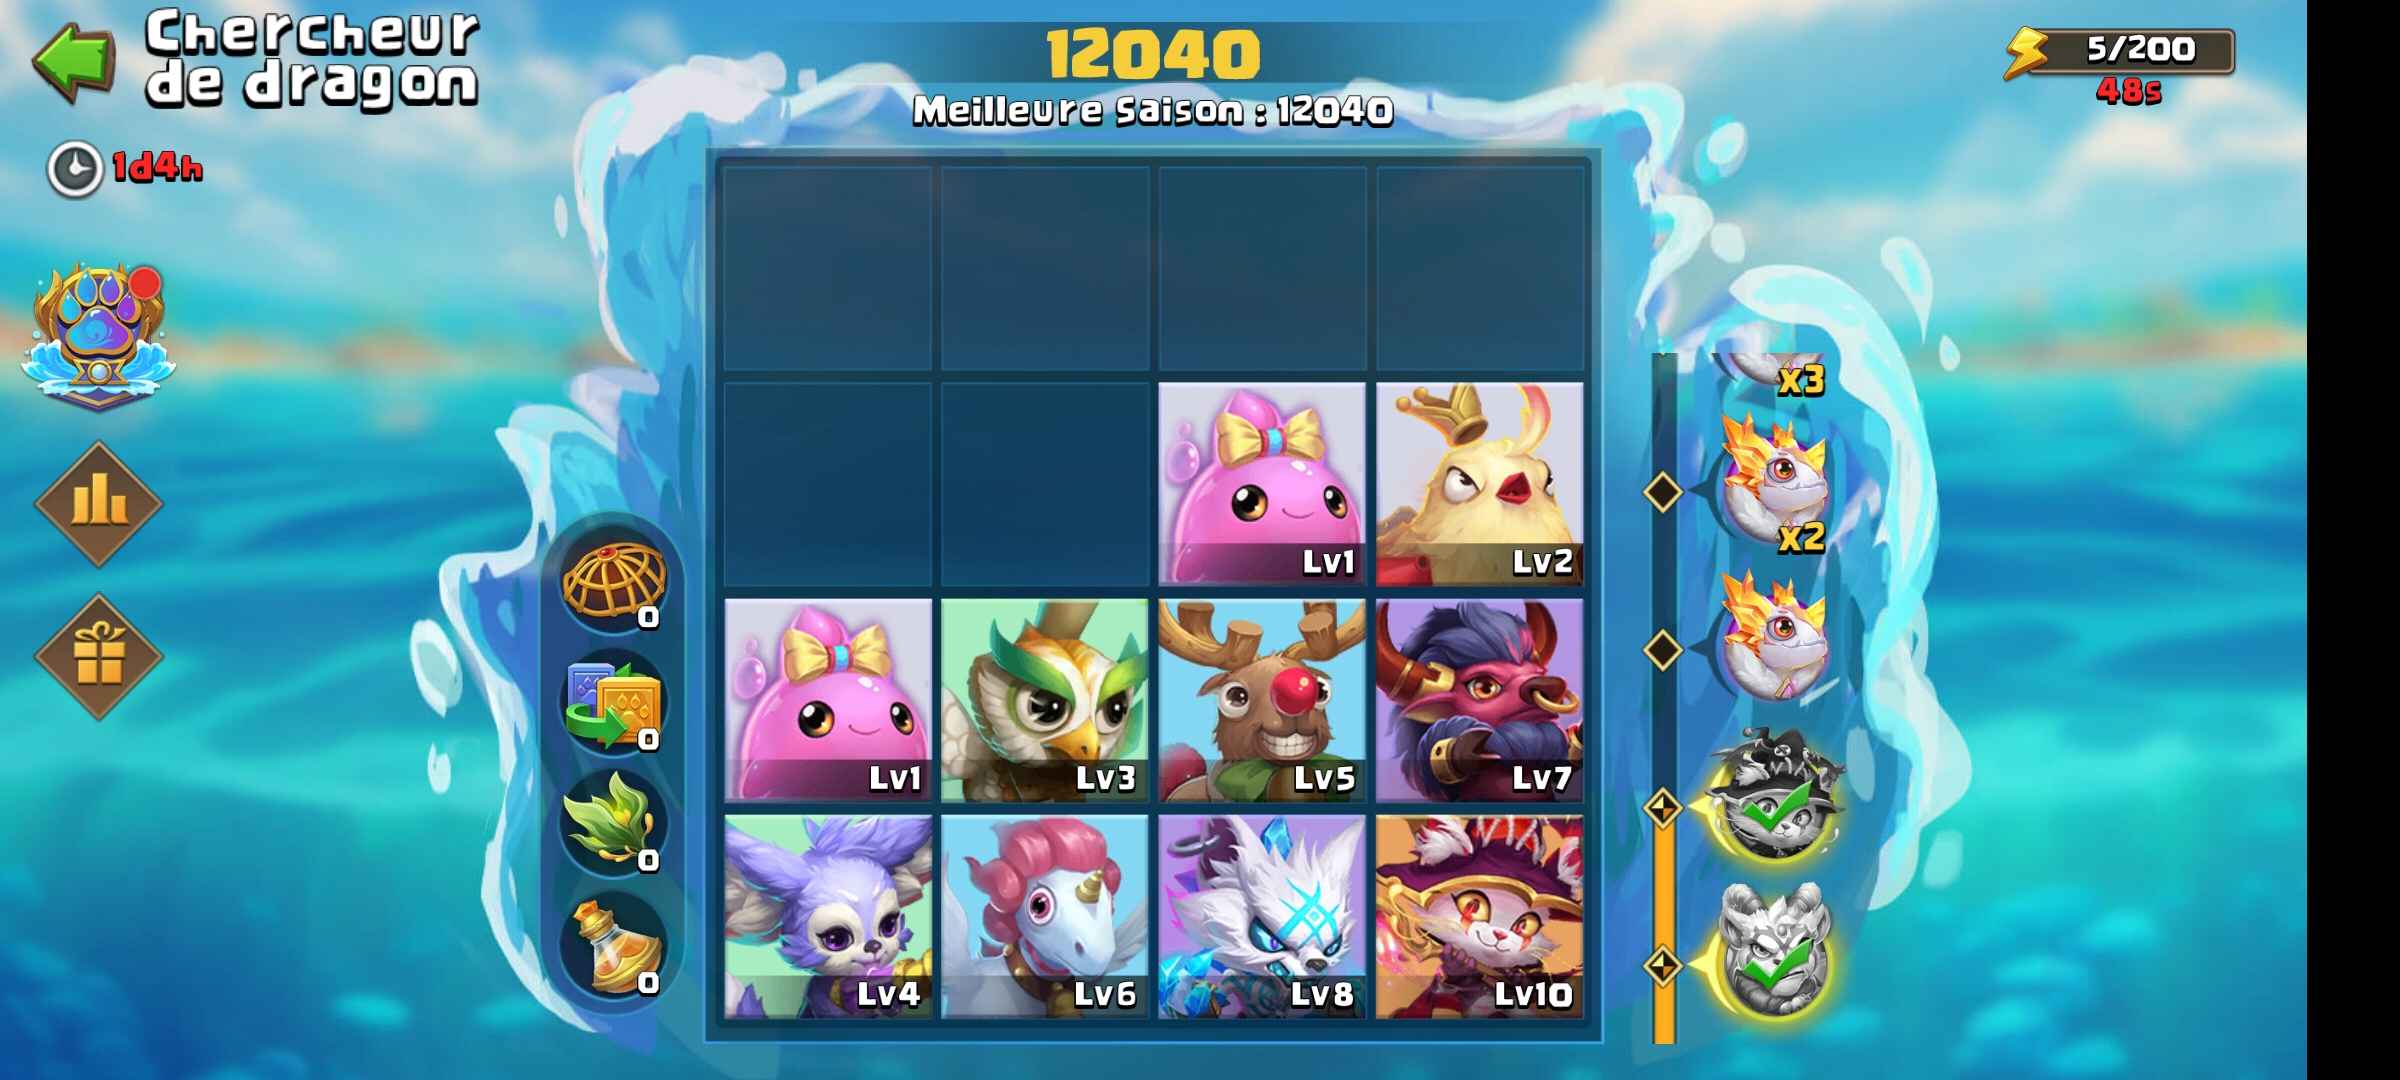 Chercheur
de dragon
12040
Meilleure Saison : 12040
5/200
48s
1d4h
x3
x2
0
0
0
0
Lv1
Lv2
Lv1
Lv3
Lv5
Lv7
Lv4
Lv6
Lv8
Lv10